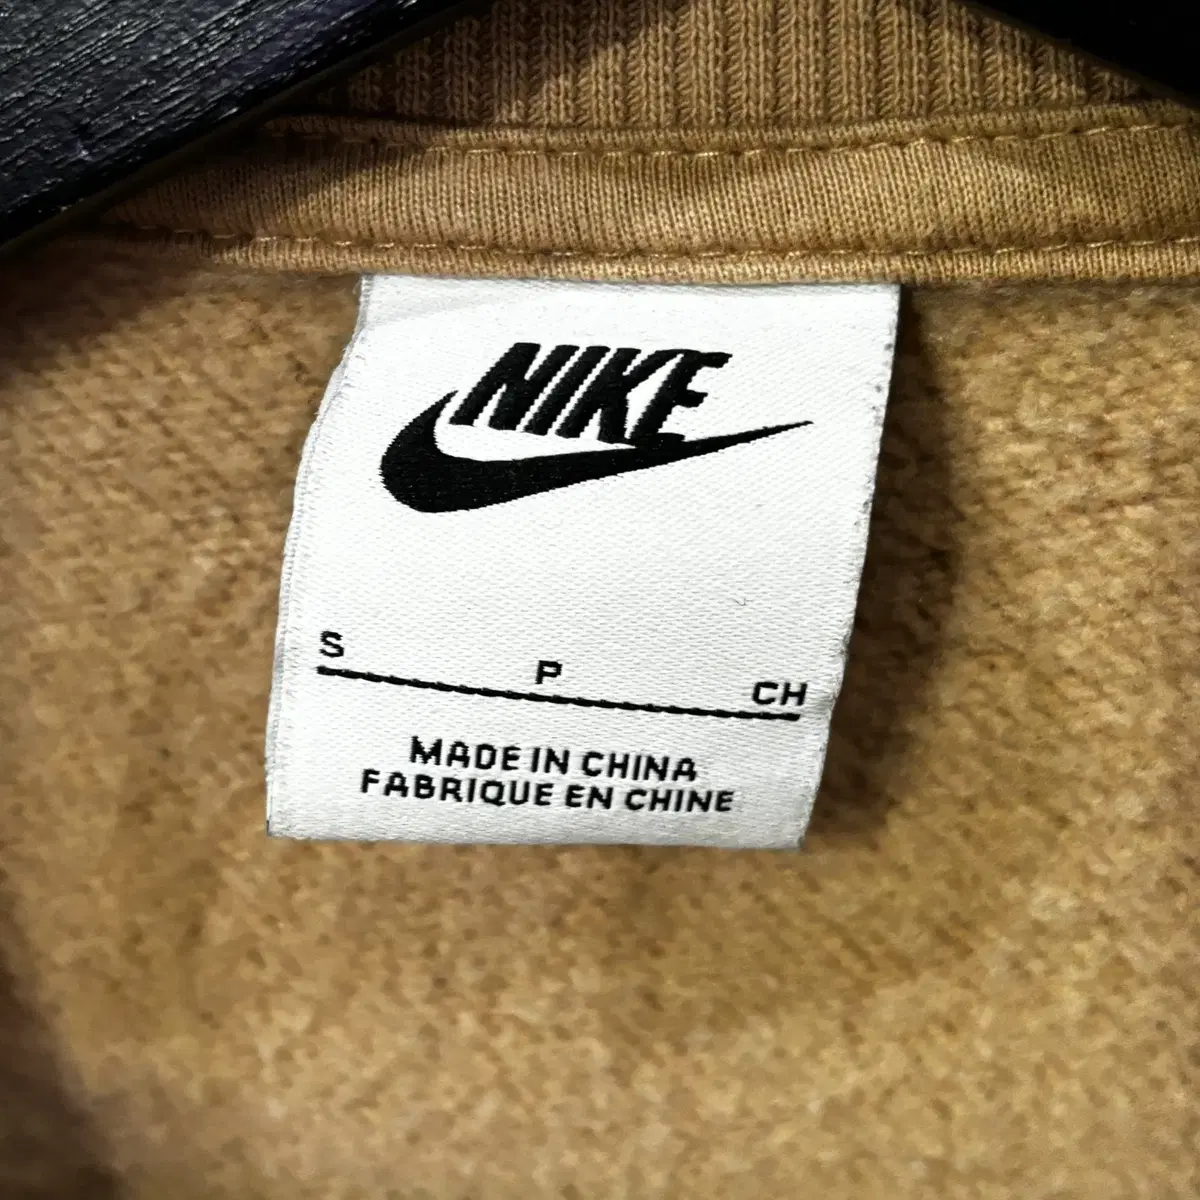 NIKE
S P CH
MADE IN CHINA
FABRIQUE EN CHINE